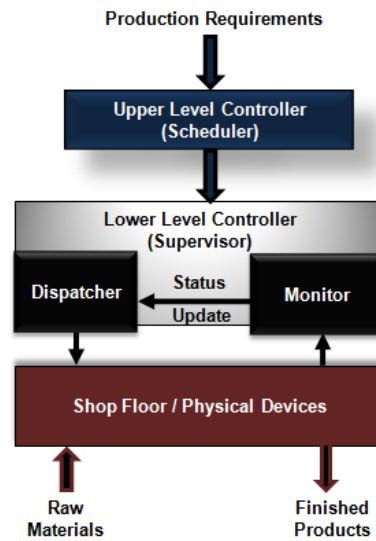 Production Requirements
Upper Level Controller
(Scheduler)
Lower Level Controller
(Supervisor)
Dispatcher
Status
Update
Monitor
Shop Floor / Physical Devices
Raw
Materials
Finished
Products